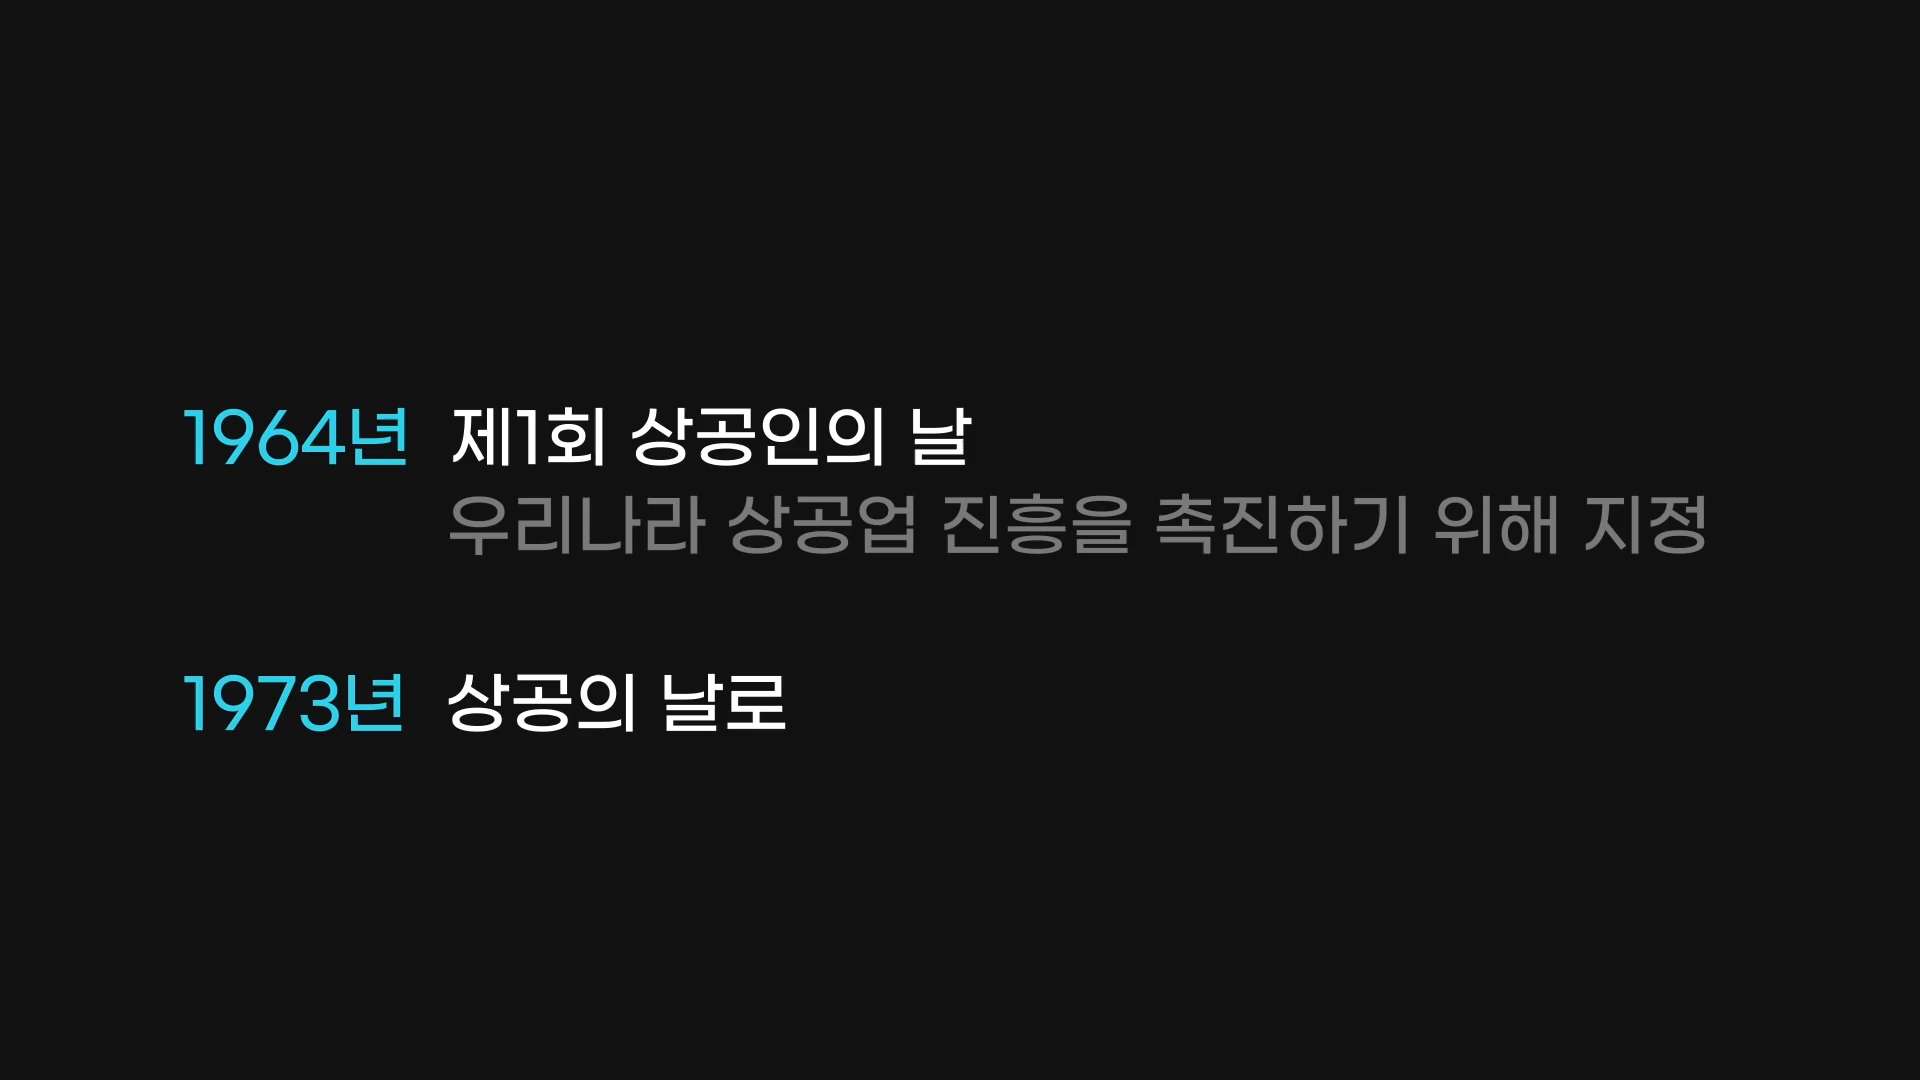 1964년 제1회 상공인의 날
우리나라 상공업 진흥을 촉진하기 위해 지정
1973년 상공의 날로